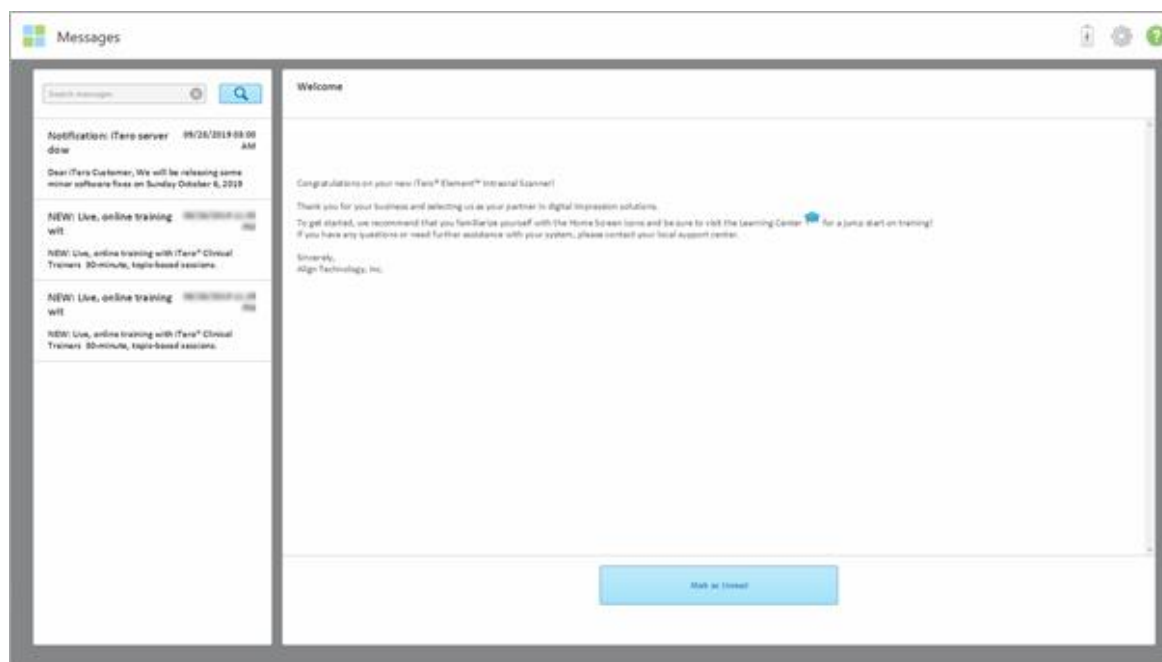 Messages
Search messages
Notification: iTero server 09/26/2019 03:00
dow AM
Dear iTero Customer, We will be releasing some
minor software fixes on Sunday October 6, 2019
NEW: Live, online training
wit
NEW: Live, online training with iTero® Clinical
Trainers 30-minute, topic-based sessions.
NEW: Live, online training
wit
NEW: Live, online training with iTero® Clinical
Trainers 30-minute, topic-based sessions.
Welcome
Congratulations on your new iTero® Element™ Intraoral Scanner!
Thank you for your business and selecting us as your partner in digital impression solutions.
To get started, we recommend that you familiarize yourself with the Home Screen icons and be sure to visit the Learning Center for a jump start on training!
If you have any questions or need further assistance with your system, please contact your local support center.
Sincerely,
Align Technology, Inc.
Mark as Unread